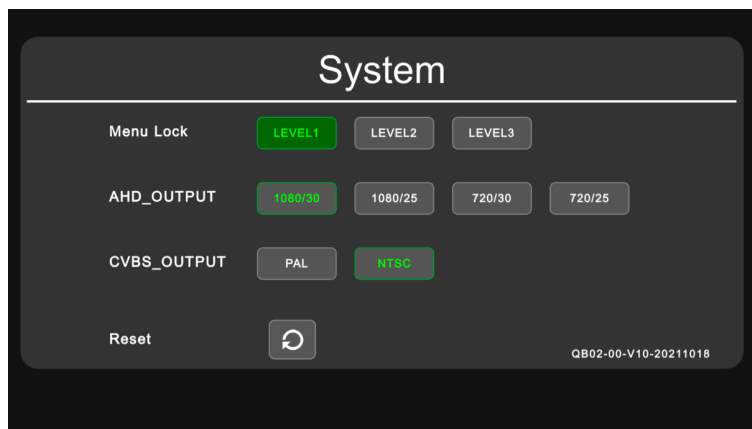 System
Menu Lock LEVEL1 LEVEL2 LEVEL3
AHD_OUTPUT 1080/30 1080/25 720/30 720/25
CVBS_OUTPUT PAL NTSC
Reset
QB02-00-V10-20211018